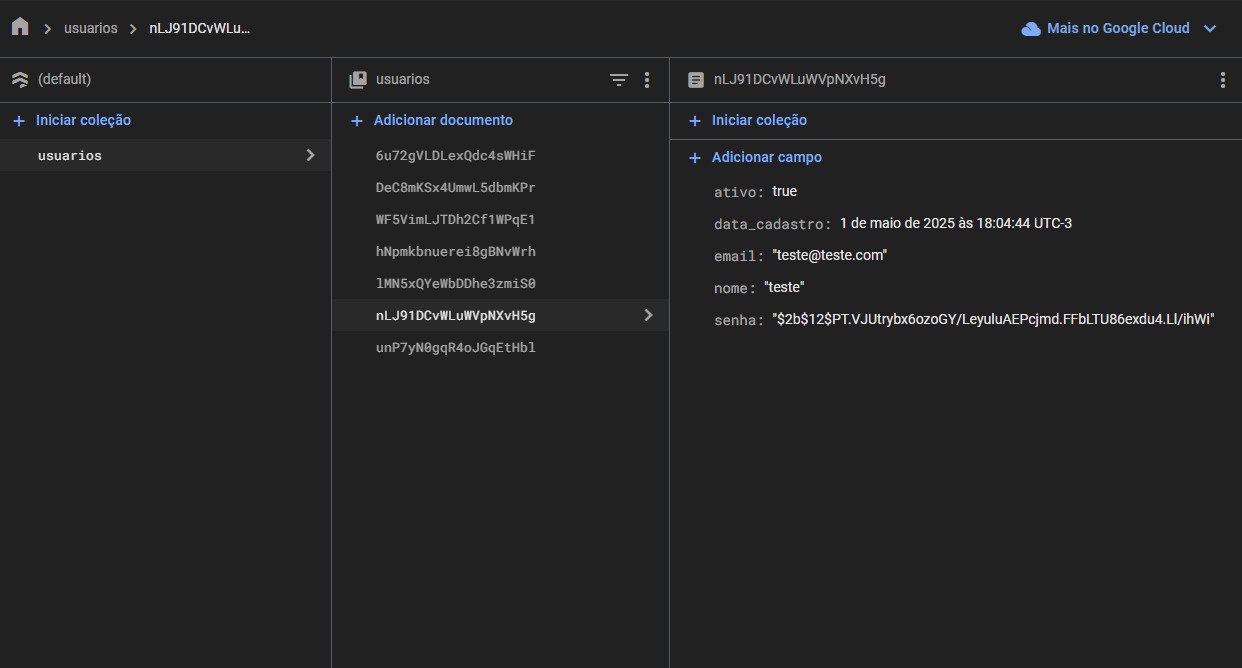 usuarios
nLJ91DCvWLu...
Mais no Google Cloud
(default)
usuarios
nLJ91DCvWLuWVpNXvH5g
Iniciar coleção
usuarios
Adicionar documento
6u72gVLDLexQdc4sWHiF
DeC8mKSx4UmwL5dbmKPr
WF5VimLJTDh2Cf1WPqE1
hNpmkbnuerei8gBNvWrh
lMN5xQYeWbDDhe3zmiS0
nLJ91DCvWLuWVpNXvH5g
unP7yN0gqR4oJGqEtHbl
Iniciar coleção
Adicionar campo
ativo: true
data_cadastro: 1 de maio de 2025 às 18:04:44 UTC-3
email: "teste@teste.com"
nome: "teste"
senha: "$2b$12$PT.VJUtrybx6ozoGY/LeyuluAEPcjmd.FFbLTU86exdu4.Ll/ihWi"